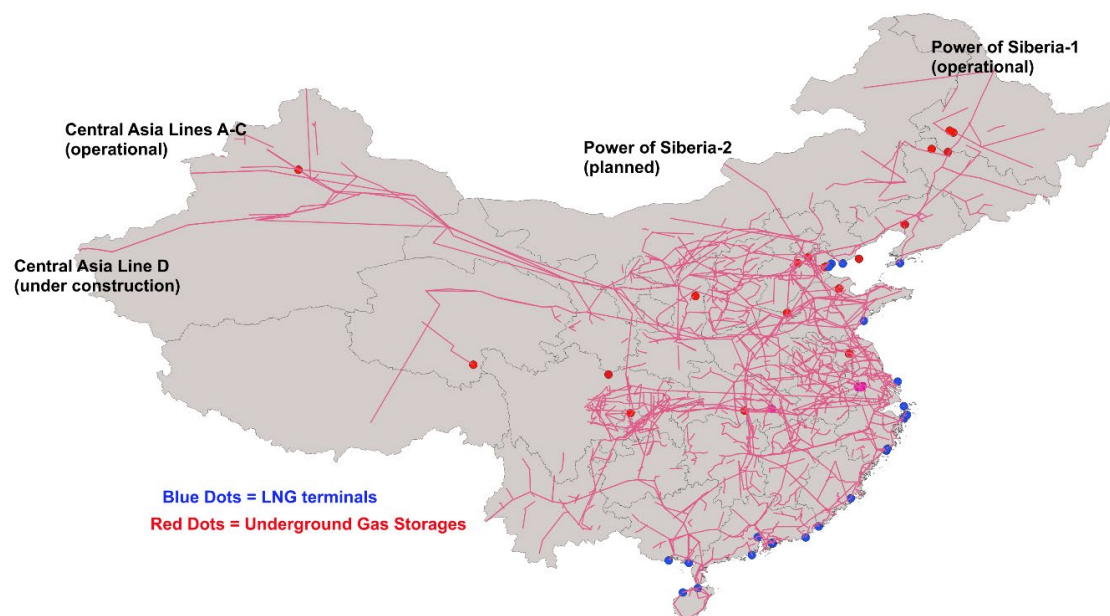 Power of Siberia-1
(operational)
Central Asia Lines A-C
(operational)
Power of Siberia-2
(planned)
Central Asia Line D
(under construction)
Blue Dots = LNG terminals
Red Dots = Underground Gas Storages